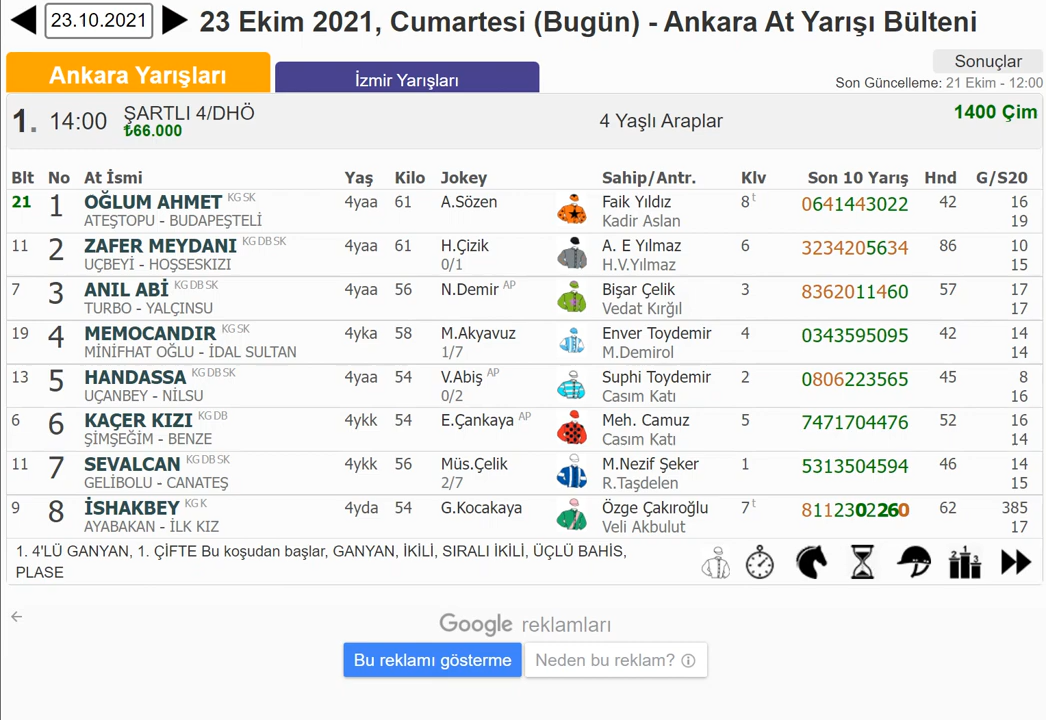 23.10.2021 23 Ekim 2021, Cumartesi (Bugün) - Ankara At Yarışı Bülteni
Ankara Yarışları İzmir Yarışları Sonuçlar
Son Güncelleme: 21 Ekim - 12:00
1. 14:00 ŞARTLI 4/DHÖ 4 Yaşlı Araplar 1400 Çim
₺66.000
Blt No At İsmi Yaş Kilo Jokey Sahip/Antr. Klv Son 10 Yarış Hnd G/S20
21 1 OĞLUM AHMET KG SK 4yaa 61 A.Sözen Faik Yıldız 8t 0641443022 42 16
ATEŞTOPU - BUDAPEŞTELİ Kadir Aslan 19
11 2 ZAFER MEYDANI KG DB SK 4yaa 61 H.Çizik A. E Yılmaz 6 3234205634 86 10
UÇBEYİ - HOŞSESKIZI 0/1 H.V.Yılmaz 15
7 3 ANIL ABİ KG DB SK 4yaa 56 N.Demir AP Bişar Çelik 3 8362011460 57 17
TURBO - YALÇINSU Vedat Kırğıl 17
19 4 MEMOCANDIR KG SK 4yka 58 M.Akyavuz Enver Toydemir 4 0343595095 42 14
MİNİFHAT OĞLU - İDAL SULTAN 1/7 M.Demirol 14
13 5 HANDASSA KG DB SK 4yaa 54 V.Abiş AP Suphi Toydemir 2 0806223565 45 8
UÇANBEY - NİLSU 0/2 Casım Katı 16
6 6 KAÇER KIZI KG DB 4ykk 54 E.Çankaya AP Meh. Camuz 5 7471704476 52 16
ŞİMŞEĞİM - BENZE Casım Katı 14
11 7 SEVALCAN KG DB SK 4ykk 56 Müs.Çelik M.Nezif Şeker 1 5313504594 46 14
GELİBOLU - CANATEŞ 2/7 R.Taşdelen 15
9 8 İSHAKBEY KG K 4yda 54 G.Kocakaya Özge Çakıroğlu 7t 8112302260 62 385
AYABAKAN - İLK KIZ Veli Akbulut 17
1. 4'LÜ GANYAN, 1. ÇİFTE Bu koşudan başlar, GANYAN, İKİLİ, SIRALI İKİLİ, ÜÇLÜ BAHİS,
PLASE
Google reklamları
Bu reklamı gösterme Neden bu reklam?